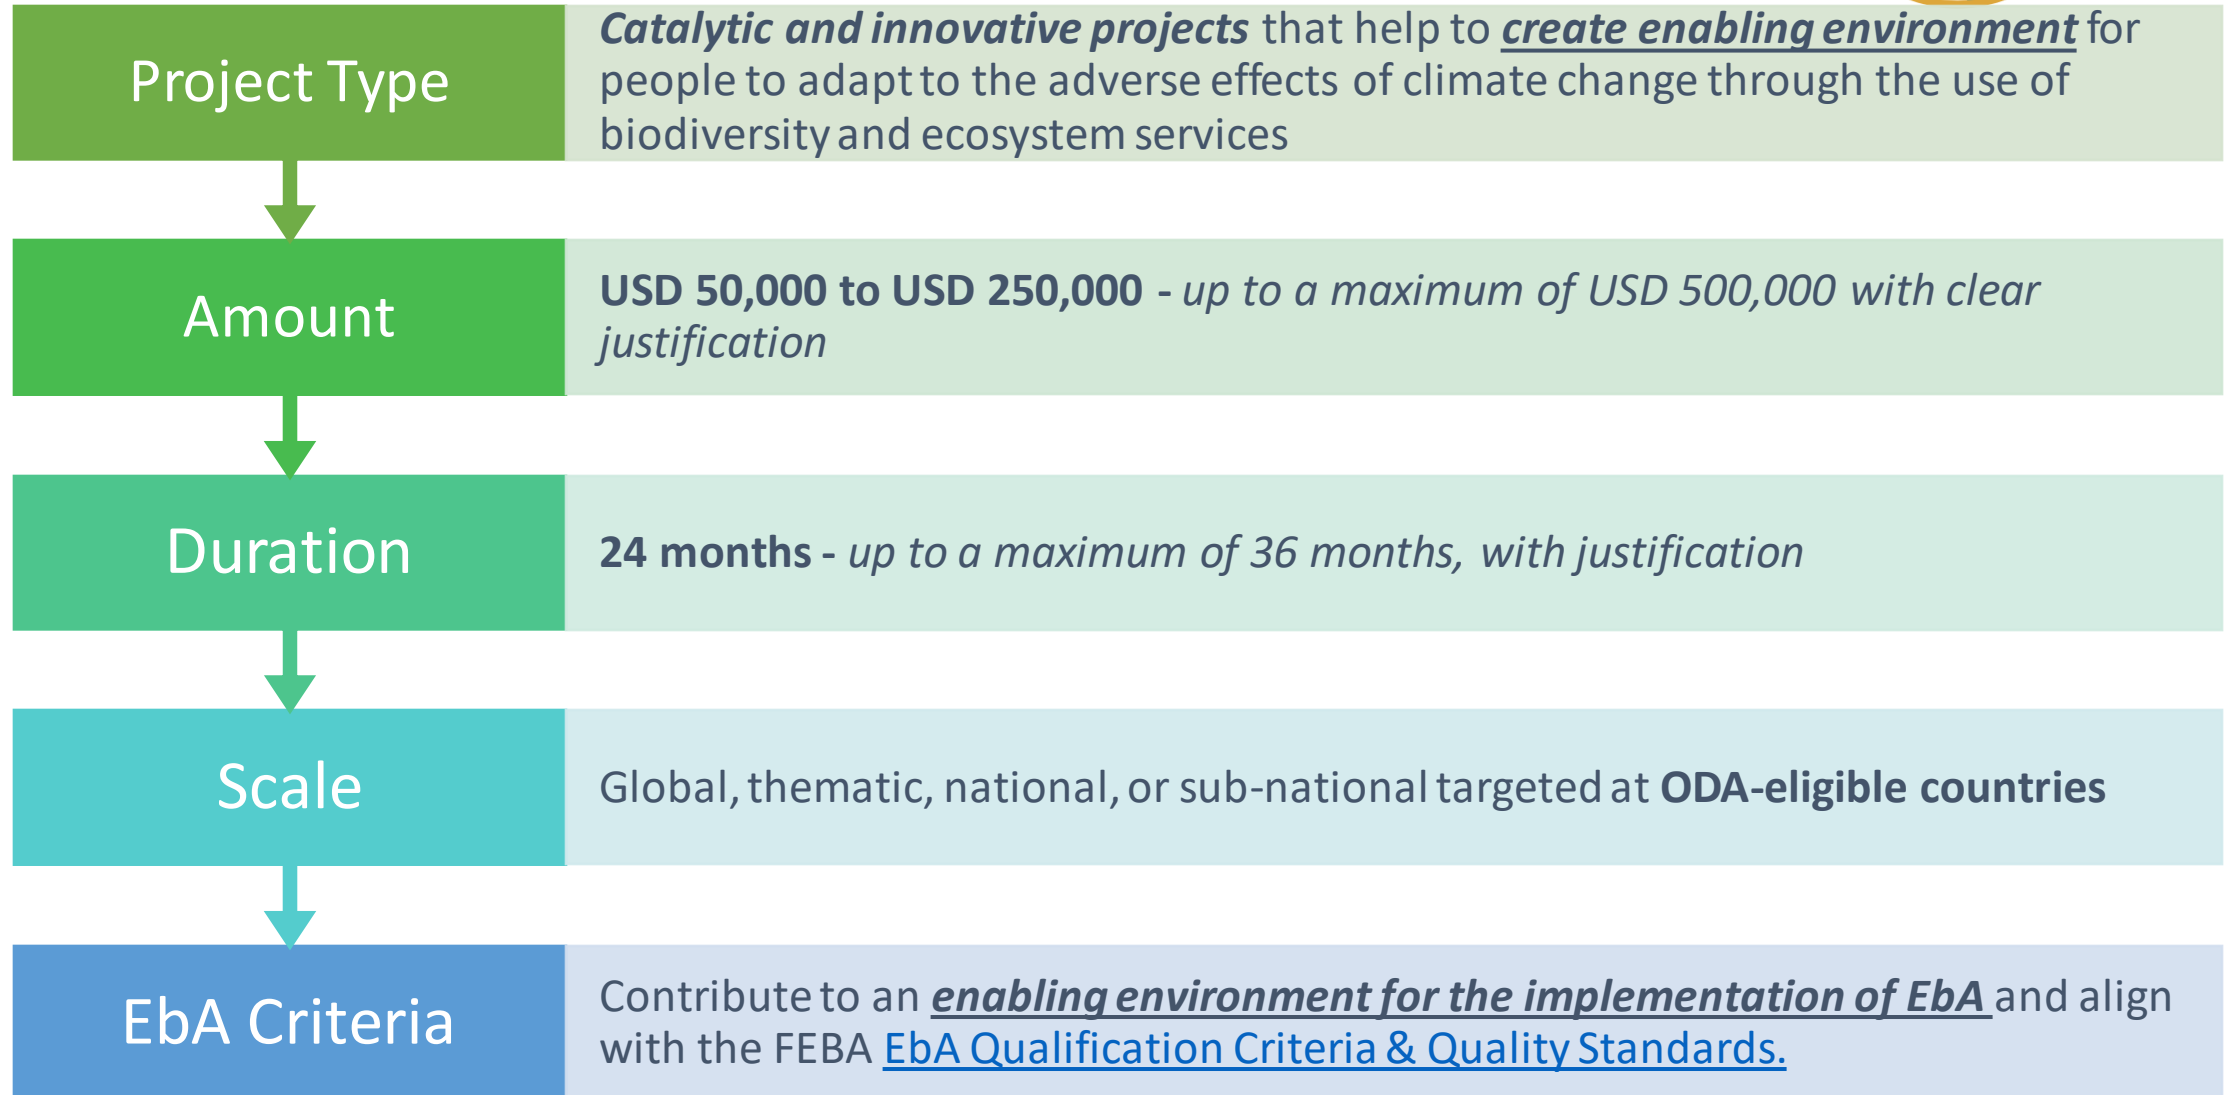 Project Type
Catalytic and innovative projects that help to create enabling environment for
people to adapt to the adverse effects of climate change through the use of
biodiversity and ecosystem services
Amount
USD 50,000 to USD 250,000 - up to a maximum of USD 500,000 with clear
justification
Duration
24 months - up to a maximum of 36 months, with justification
Scale
Global, thematic, national, or sub-national targeted at ODA-eligible countries
EbA Criteria
Contribute to an enabling environment for the implementation of EbA and align
with the FEBA EbA Qualification Criteria & Quality Standards.